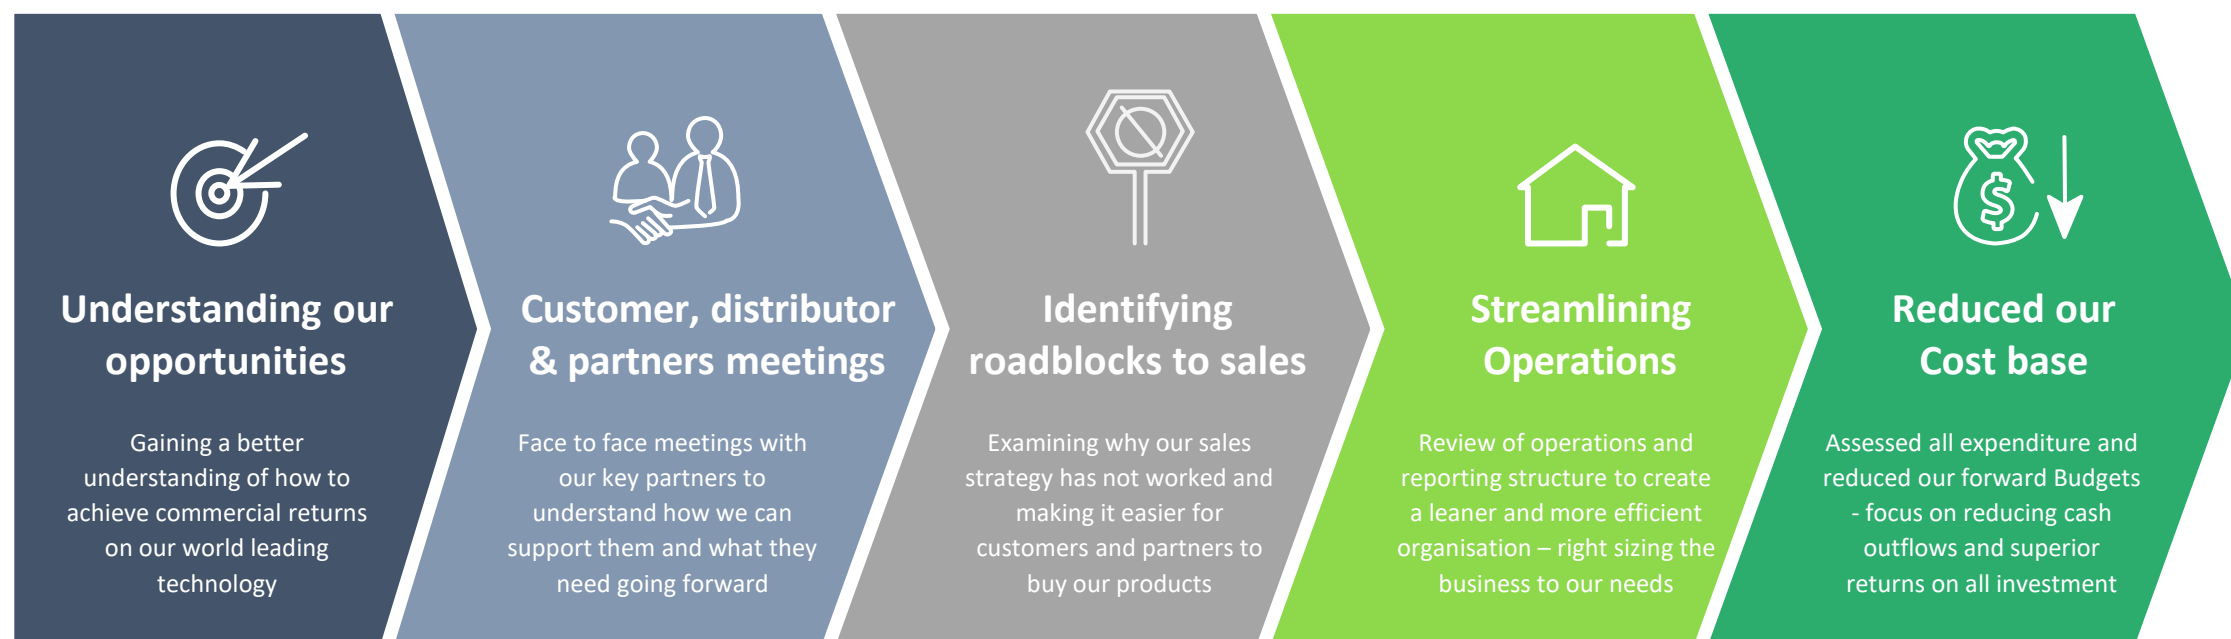 Understanding our
opportunities
Gaining a better
understanding of how to
achieve commercial returns
on our world leading
technology
Customer, distributor
& partners meetings
Face to face meetings with
our key partners to
understand how we can
support them and what they
need going forward
Identifying
roadblocks to sales
Examining why our sales
strategy has not worked and
making it easier for
customers and partners to
buy our products
Streamlining
Operations
Review of operations and
reporting structure to create
a leaner and more efficient
organisation – right sizing the
business to our needs
$
Reduced our
Cost base
Assessed all expenditure and
reduced our forward Budgets
- focus on reducing cash
outflows and superior
returns on all investment